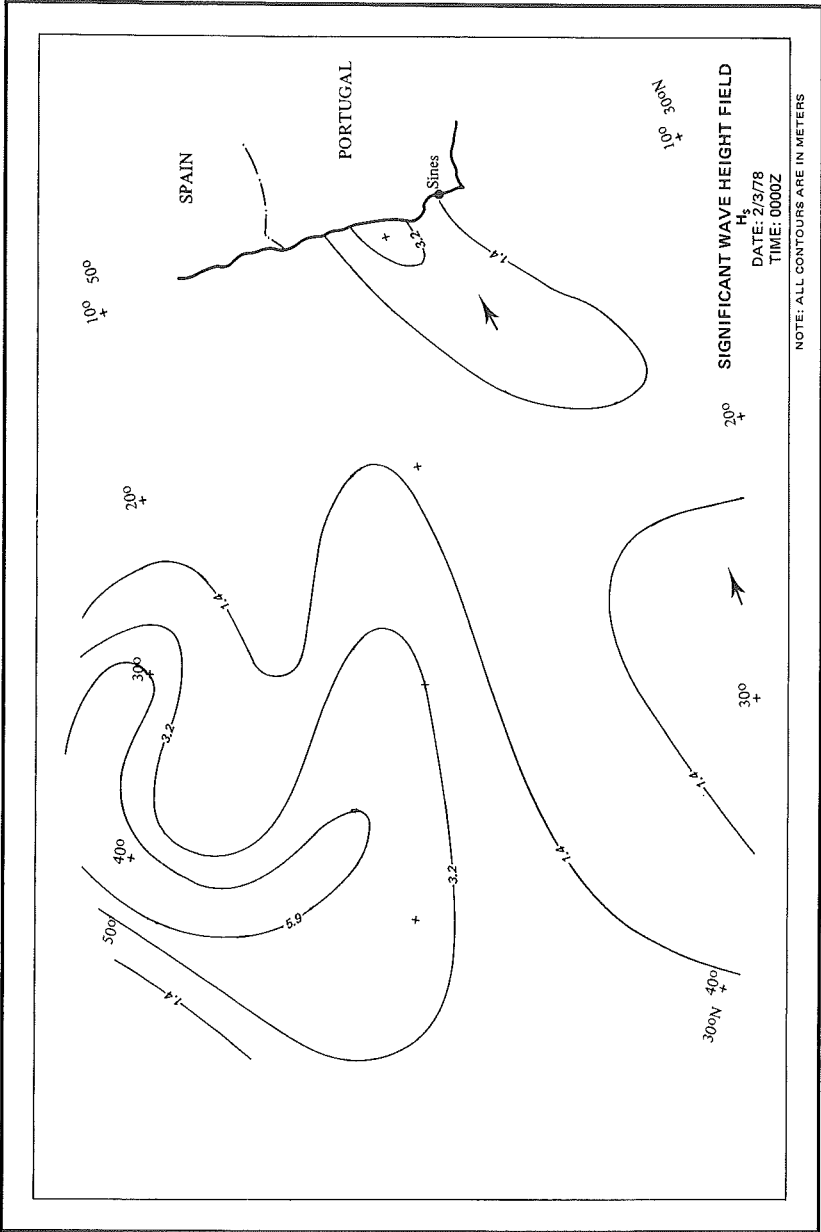 SPAIN
PORTUGAL
Sines
10° 50°
20°
30°
40°
50°
1.4
3.2
5.9
3.2
1.4
3.2
1.4
1.4
1.4
10° 30°N
20°
30°
30°N 40°
SIGNIFICANT WAVE HEIGHT FIELD
Hs
DATE: 2/3/78
TIME: 0000Z
NOTE: ALL CONTOURS ARE IN METERS